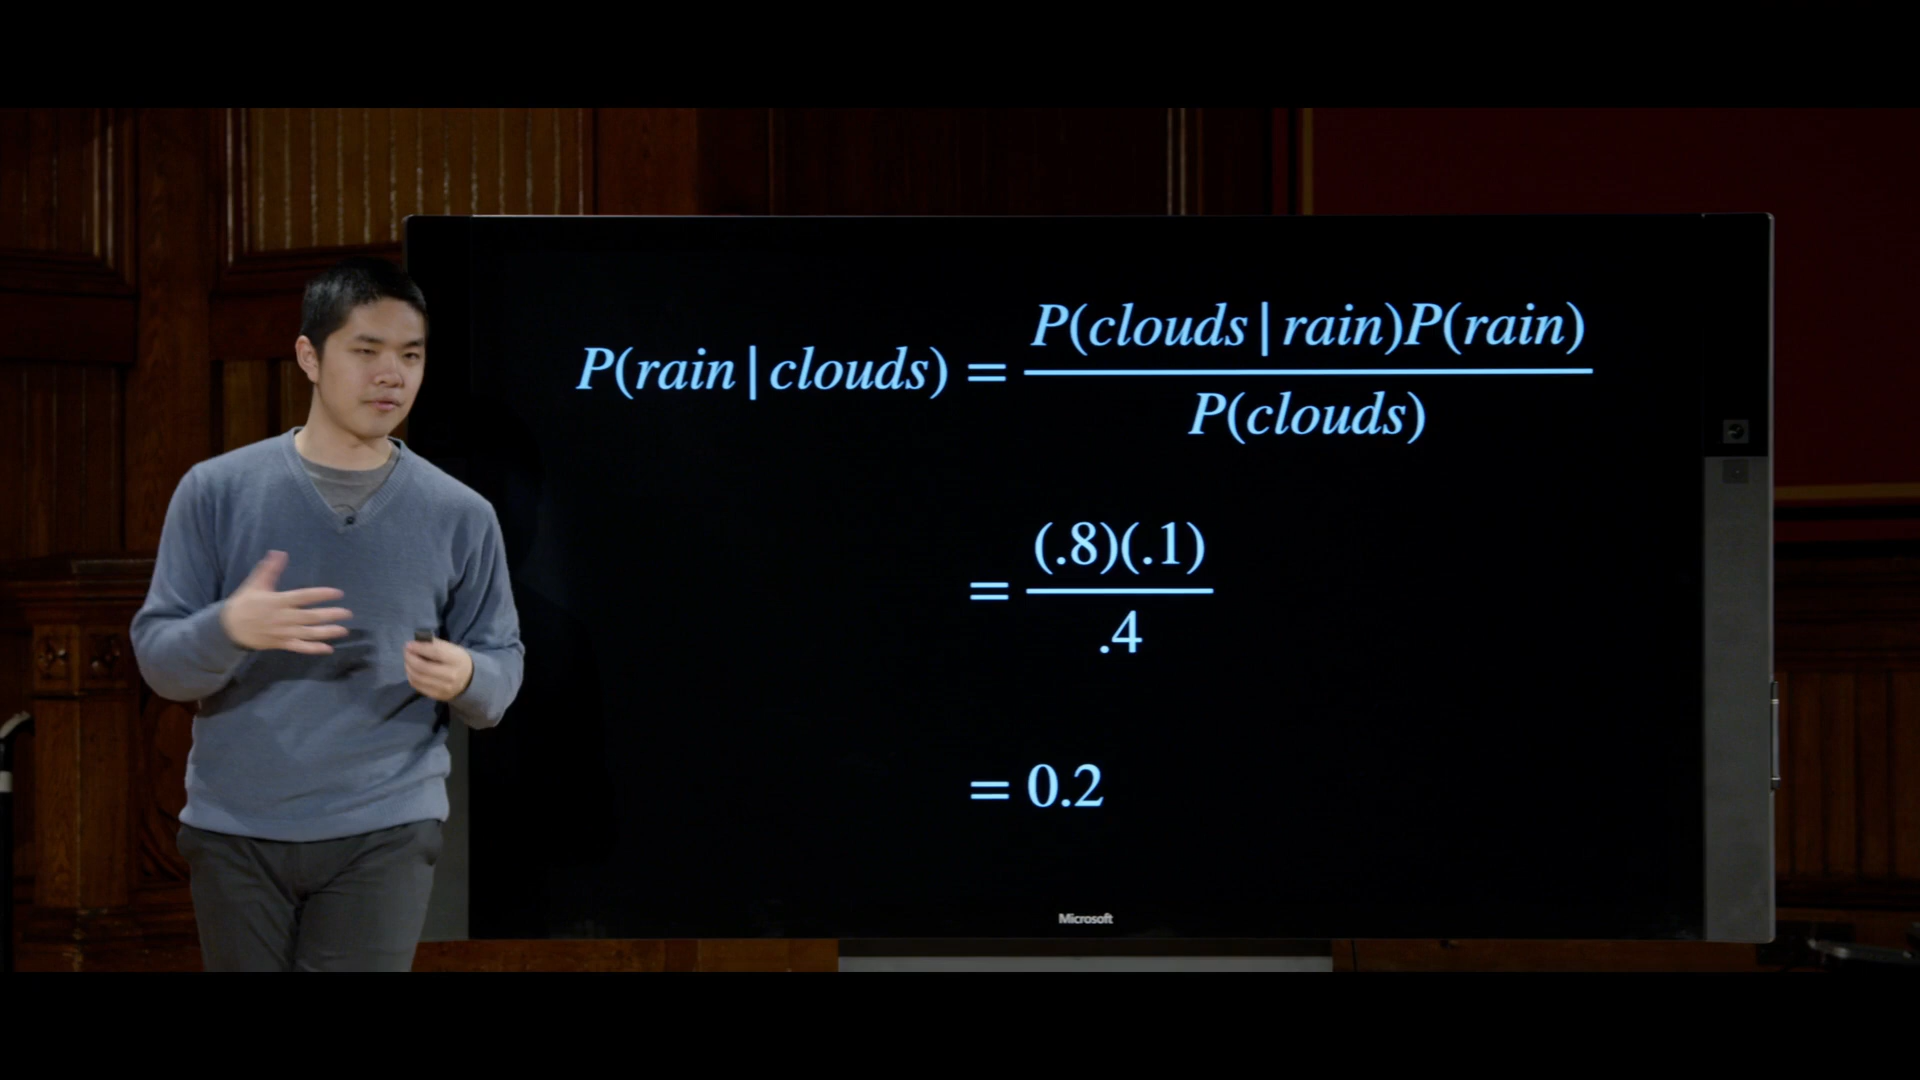 P(rain | clouds) = P(clouds | rain)P(rain) / P(clouds)
= (.8)(.1) / .4
= 0.2
Microsoft